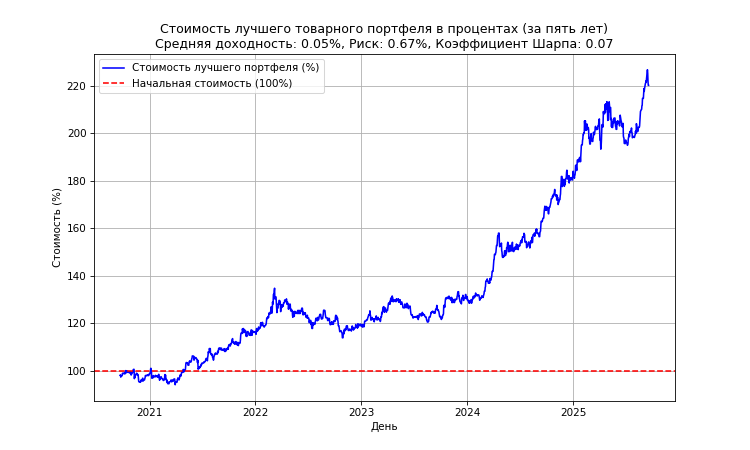 Стоимость лучшего товарного портфеля в процентах (за пять лет)
Средняя доходность: 0.05%, Риск: 0.67%, Коэффициент Шарпа: 0.07
Стоимость лучшего портфеля (%)
Начальная стоимость (100%)
Стоимость (%)
220
200
180
160
140
120
100
2021 2022 2023 2024 2025
День